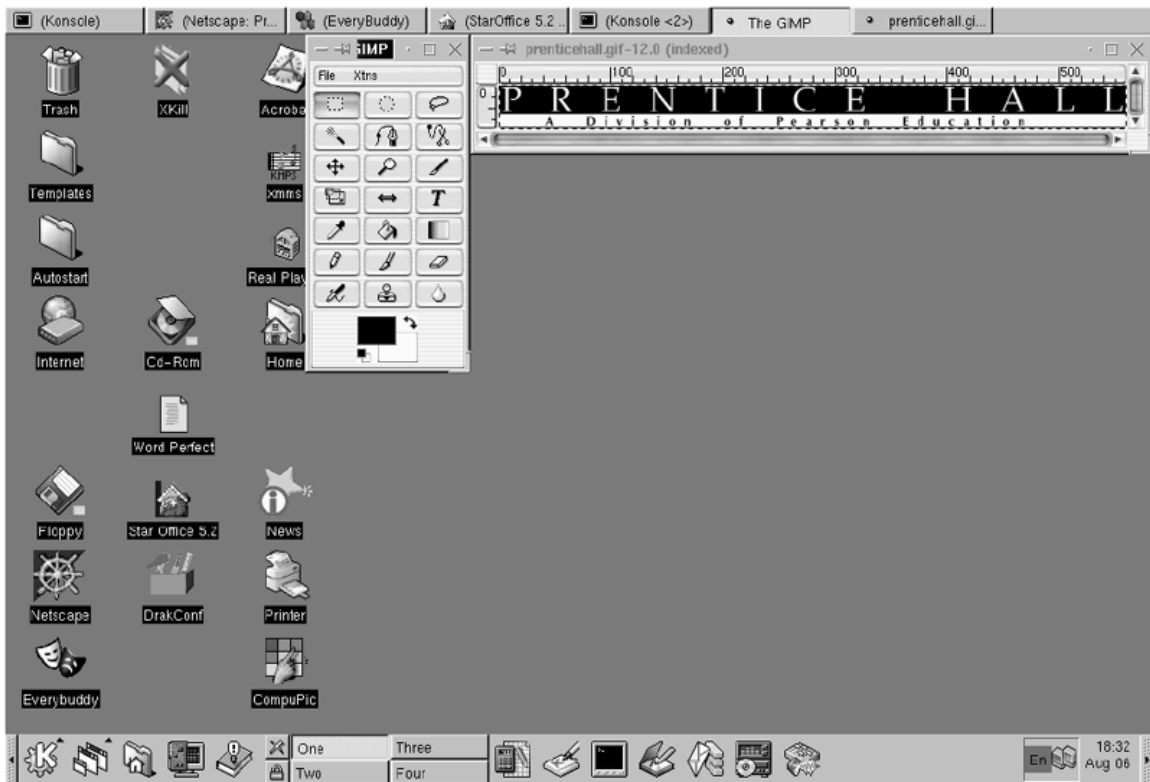 (Konsole) (Netscape: Pr... (EveryBuddy) (StarOffice 5.2 .. (Konsole <2>) The GIMP prenticehall.gi...
GIMP
prenticehall.gif-12.0 (indexed)
File Xtns
0 100 200 300 400 500
0
PRENTICE HALL
A Division of Pearson Education
Trash XKill Acroba
Templates xmms
KMPS
Autostart Real Play
Internet Cd-Rom Home
Word Perfect
Floppy Star Office 5.2 News
Netscape DrakConf Printer
Everybuddy CompuPic
One Three
Two Four
En 18:32
Aug 06